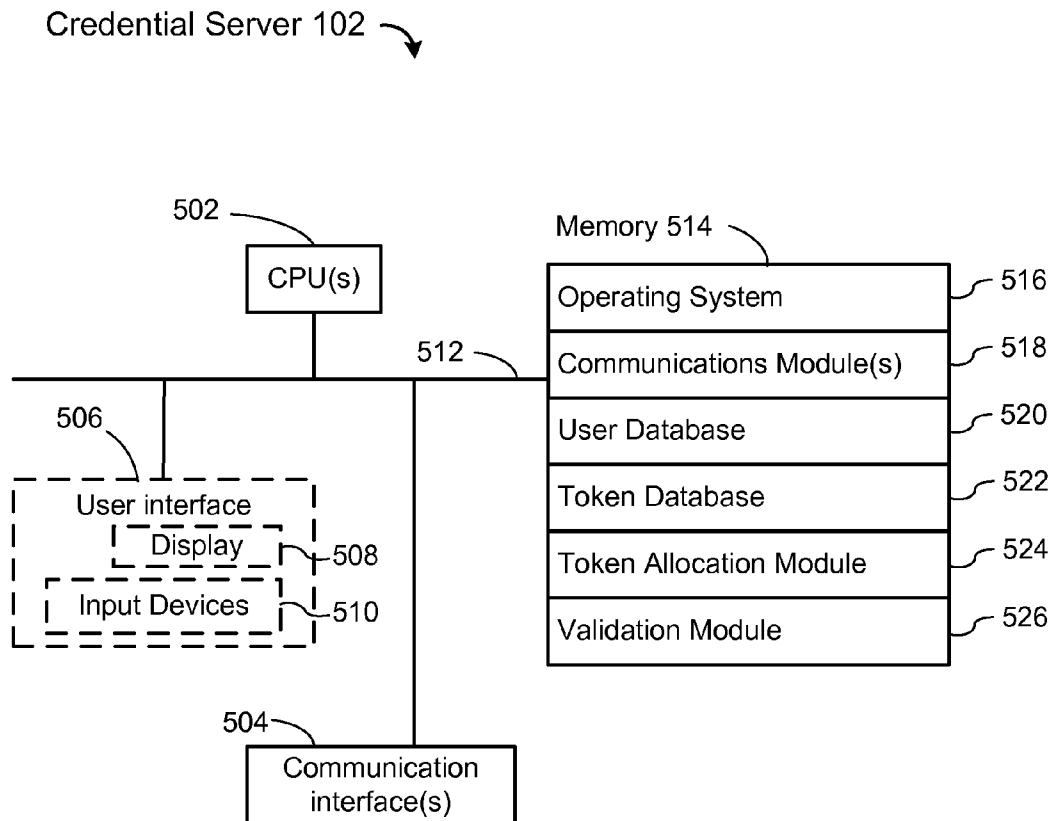 Credential Server 102
502
CPU(s)
Memory 514
Operating System
516
Communications Module(s)
518
User Database
520
Token Database
522
Token Allocation Module
524
Validation Module
526
512
506
User interface
Display
508
Input Devices
510
504
Communication
interface(s)